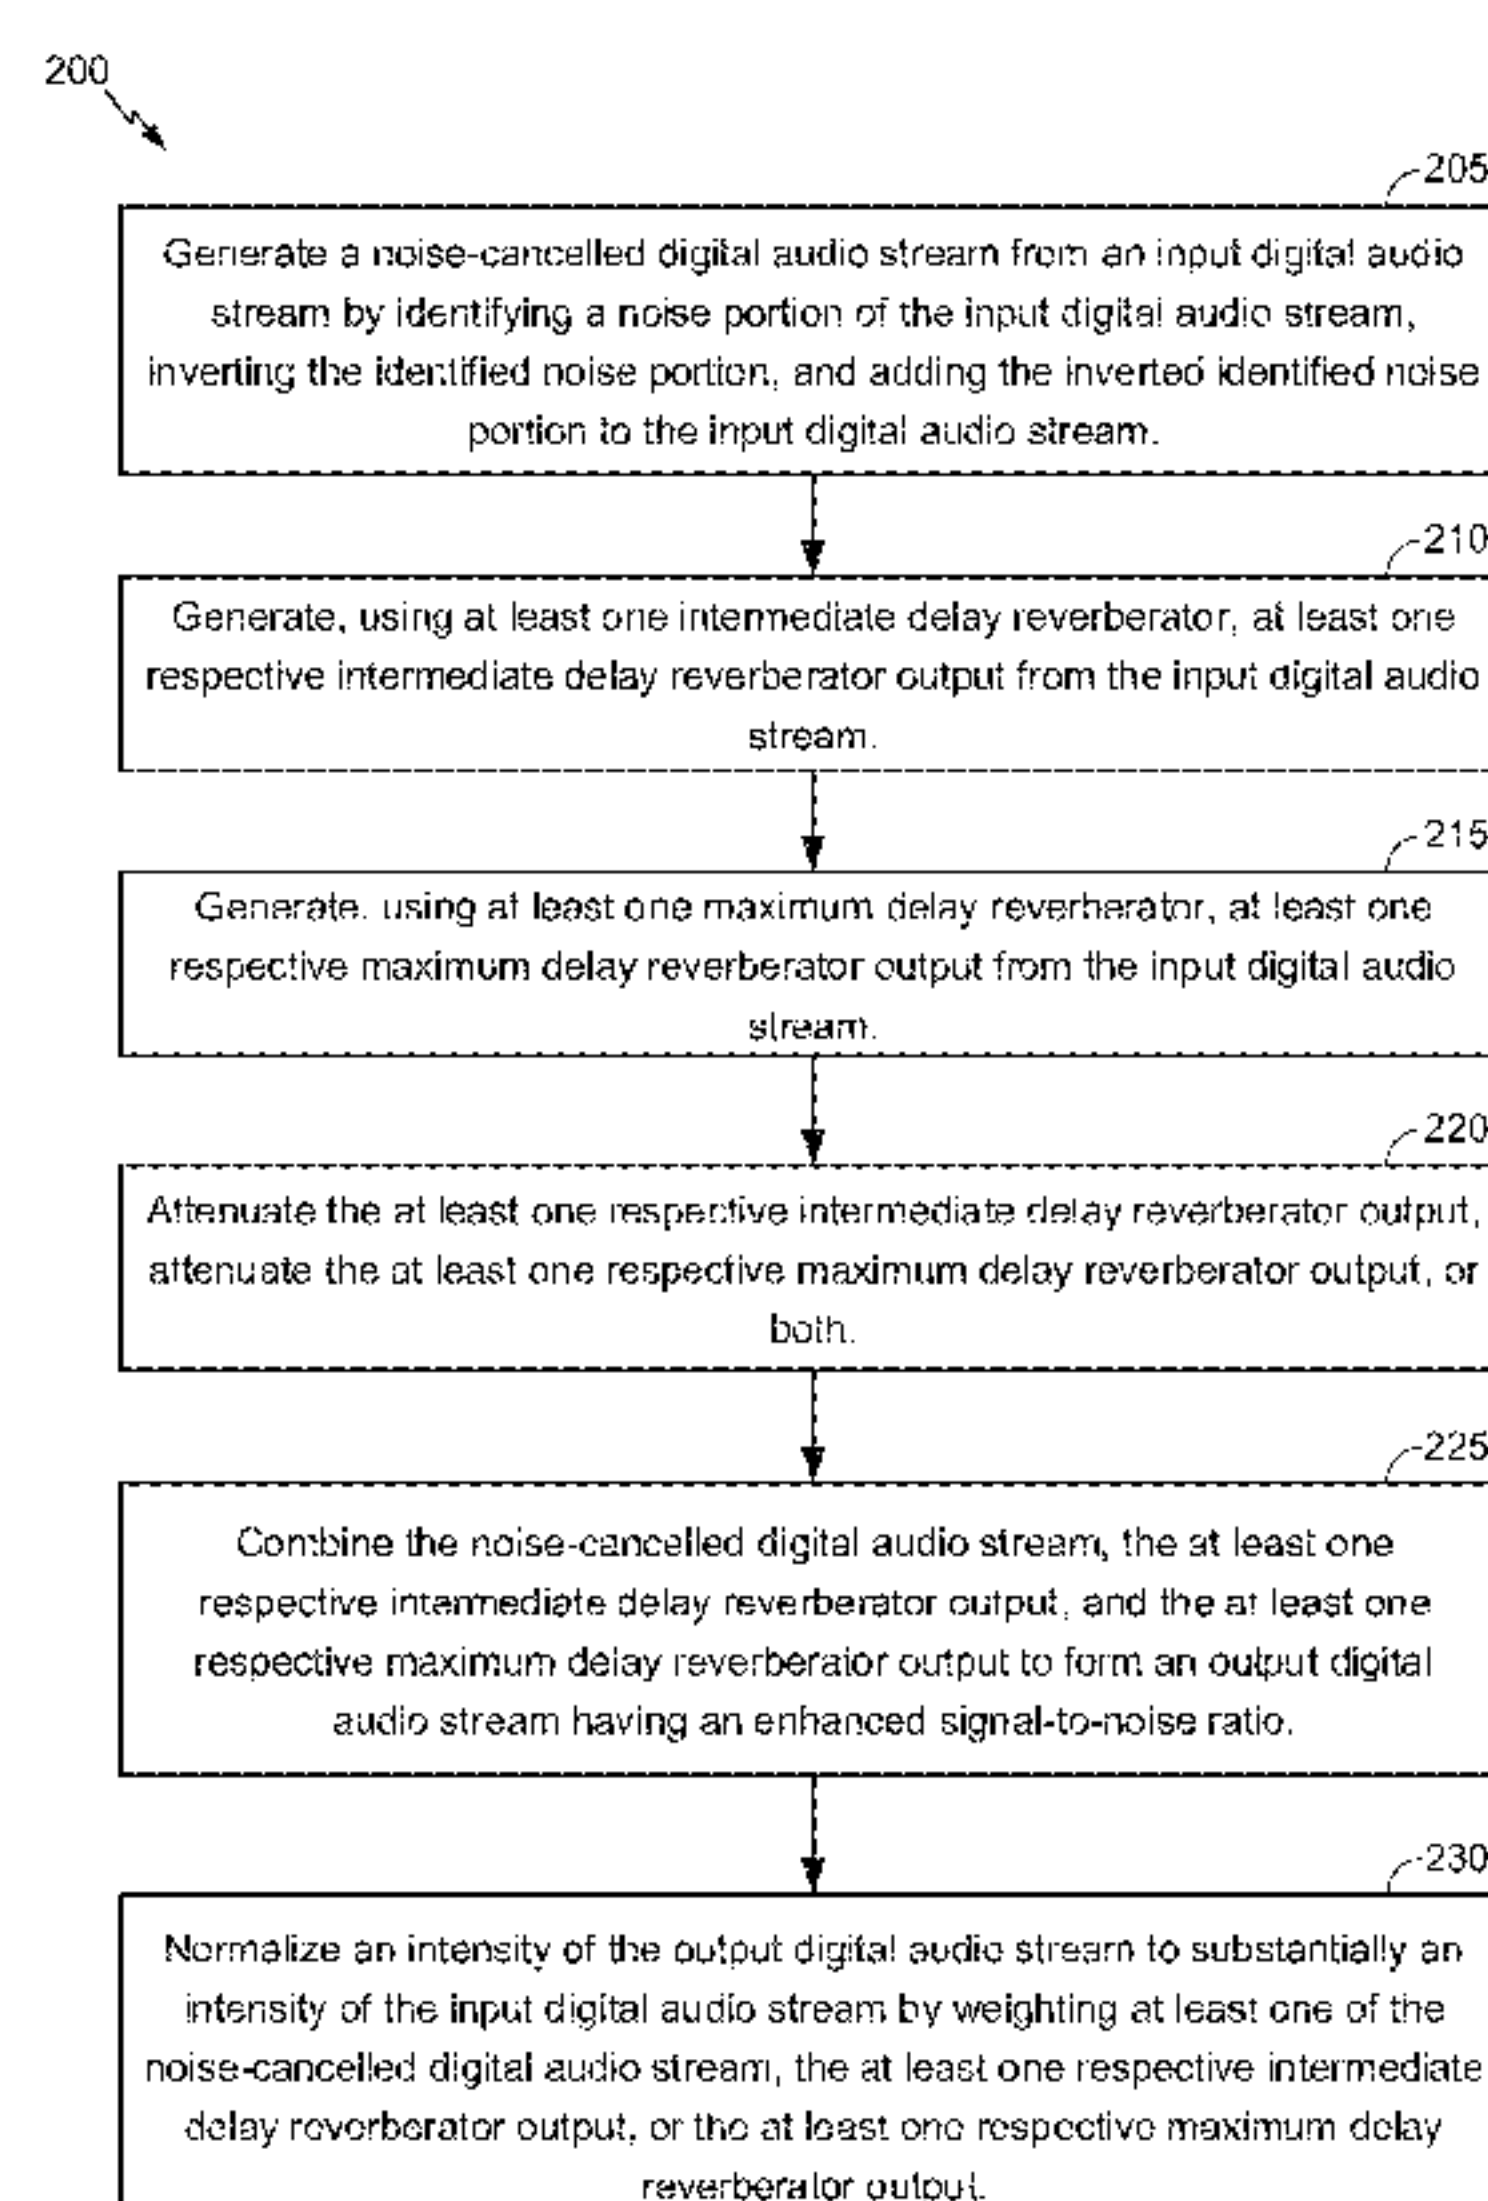 200
205
Generate a noise-cancelled digital audio stream from an input digital audio
stream by identifying a noise portion of the input digital audio stream,
inverting the identified noise portion, and adding the inverted identified noise
portion to the input digital audio stream.
210
Generate, using at least one intermediate delay reverberator, at least one
respective intermediate delay reverberator output from the input digital audio
stream.
215
Generate, using at least one maximum delay reverberator, at least one
respective maximum delay reverberator output from the input digital audio
stream.
220
Attenuate the at least one respective intermediate delay reverberator output,
attenuate the at least one respective maximum delay reverberator output, or
both.
225
Combine the noise-cancelled digital audio stream, the at least one
respective intermediate delay reverberator output, and the at least one
respective maximum delay reverberator output to form an output digital
audio stream having an enhanced signal-to-noise ratio.
230
Normalize an intensity of the output digital audio stream to substantially an
intensity of the input digital audio stream by weighting at least one of the
noise-cancelled digital audio stream, the at least one respective intermediate
delay reverberator output, or the at least one respective maximum delay
reverberator output.